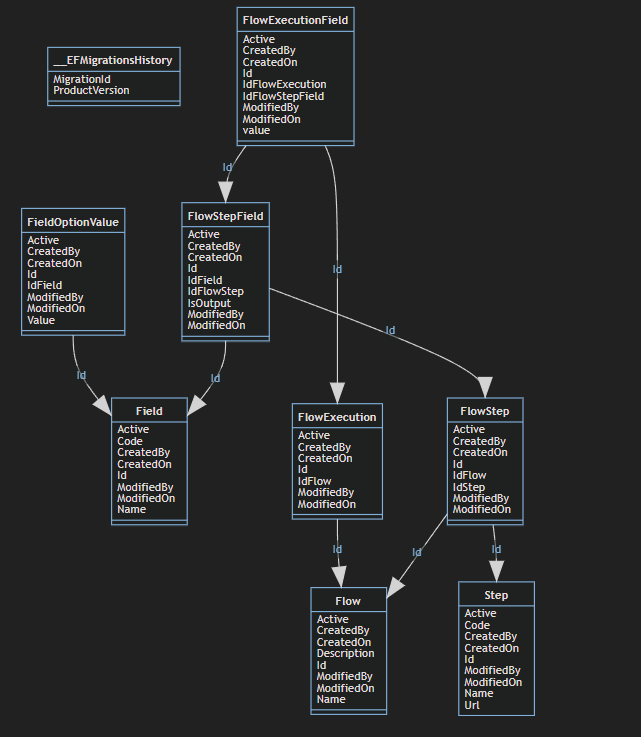 FlowExecutionField
Active
CreatedBy
CreatedOn
Id
IdFlowExecution
IdFlowStepField
ModifiedBy
ModifiedOn
value
__EFMigrationsHistory
MigrationId
ProductVersion
Id
FieldOptionValue
Active
CreatedBy
CreatedOn
Id
IdField
ModifiedBy
ModifiedOn
Value
FlowStepField
Active
CreatedBy
CreatedOn
Id
IdField
IdFlowStep
IsOutput
ModifiedBy
ModifiedOn
Id
Id
Id
Id
Field
Active
Code
CreatedBy
CreatedOn
Id
ModifiedBy
ModifiedOn
Name
FlowExecution
Active
CreatedBy
CreatedOn
Id
IdFlow
ModifiedBy
ModifiedOn
FlowStep
Active
CreatedBy
CreatedOn
Id
IdFlow
IdStep
ModifiedBy
ModifiedOn
Id
Id
Id
Flow
Active
CreatedBy
CreatedOn
Description
Id
ModifiedBy
ModifiedOn
Name
Step
Active
Code
CreatedBy
CreatedOn
Id
ModifiedBy
ModifiedOn
Name
Url